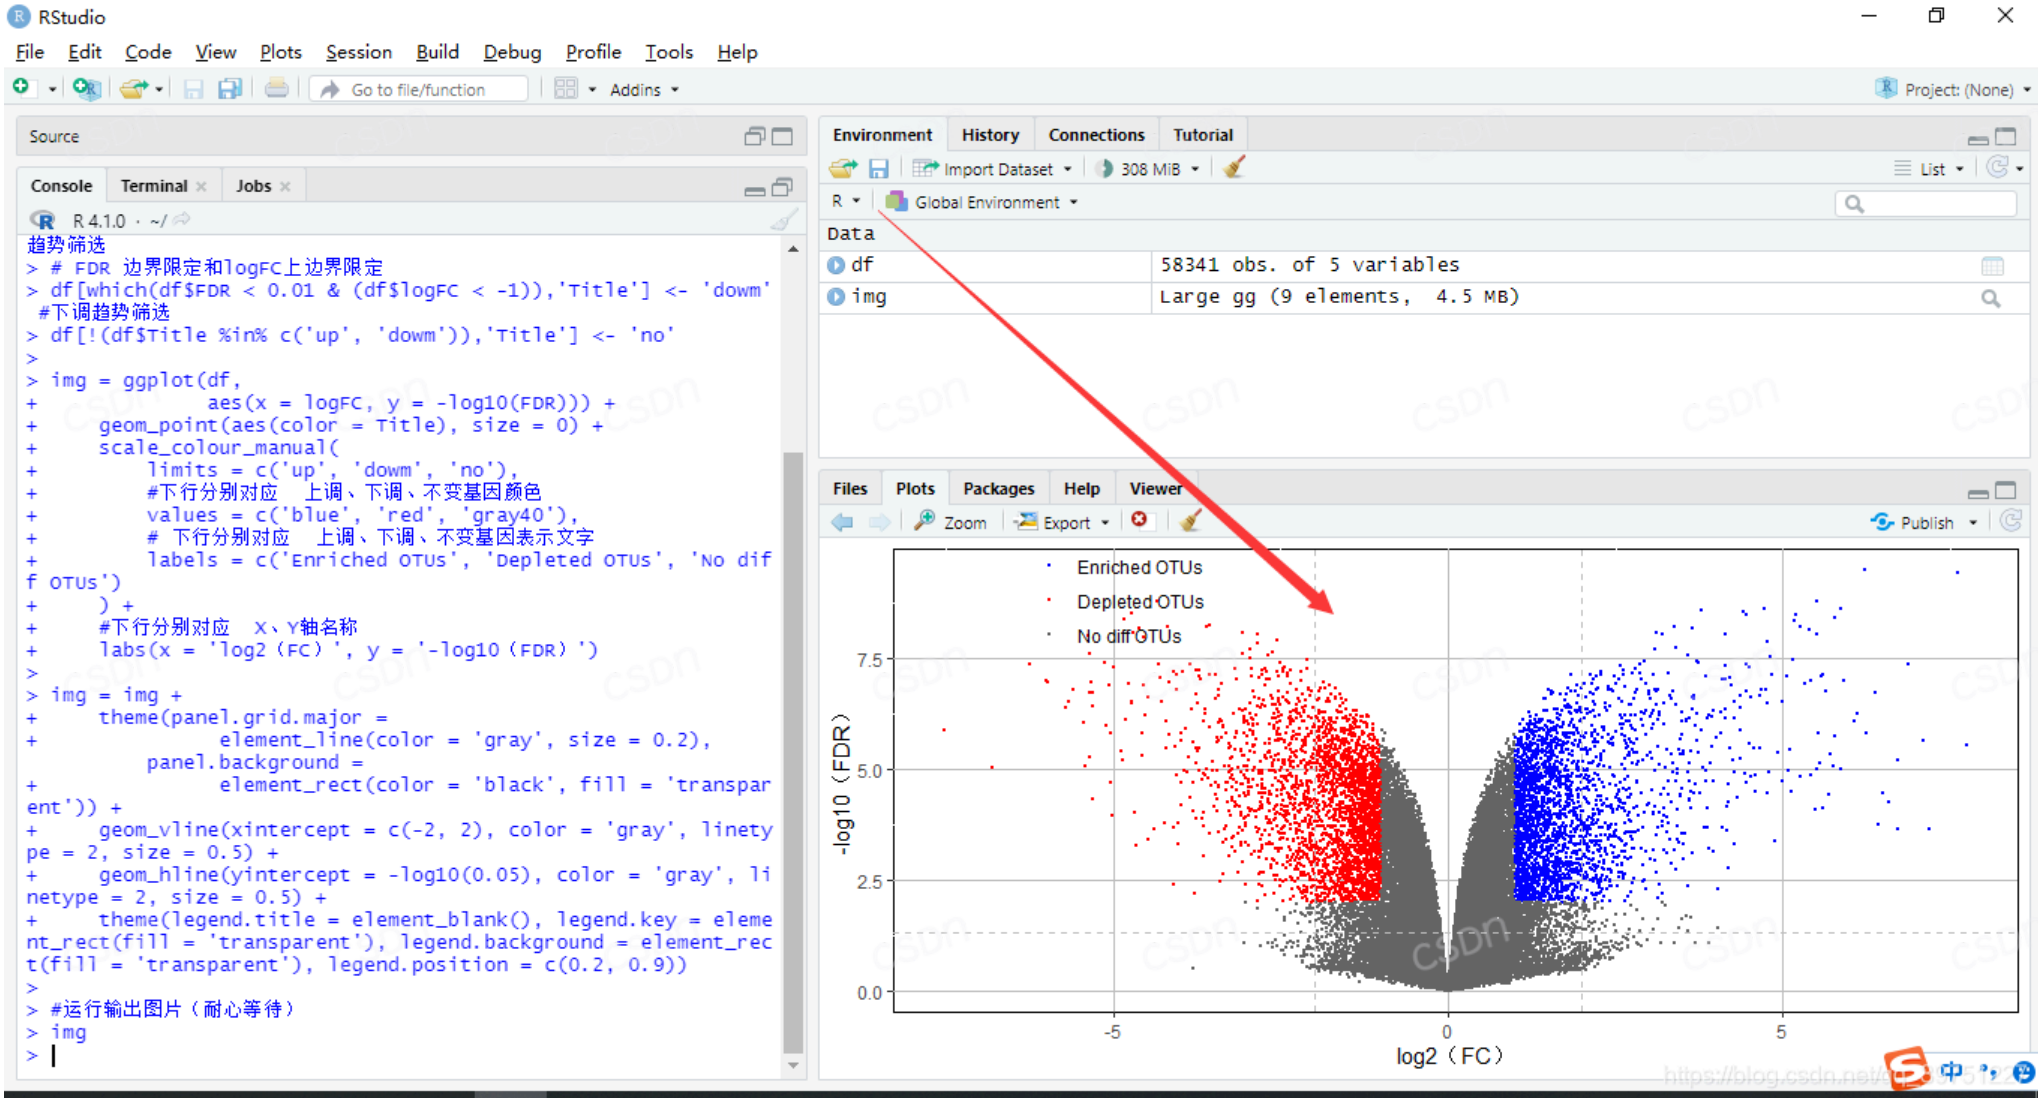 RStudio
File Edit Code View Plots Session Build Debug Profile Tools Help
Go to file/function Addins Project: (None)
Source
Console Terminal Jobs
R 4.1.0 · ~/
趋势筛选
> # FDR 边界限定和logFC上边界限定
> df[which(df$FDR < 0.01 & (df$logFC < -1)),'Title'] <- 'dowm'
#下调趋势筛选
> df[!(df$Title %in% c('up', 'dowm')),'Title'] <- 'no'
>
> img = ggplot(df,
+ aes(x = logFC, y = -log10(FDR))) +
+ geom_point(aes(color = Title), size = 0) +
+ scale_colour_manual(
+ limits = c('up', 'dowm', 'no'),
+ #下行分别对应 上调、下调、不变基因颜色
+ values = c('blue', 'red', 'gray40'),
+ # 下行分别对应 上调、下调、不变基因表示文字
+ labels = c('Enriched OTUs', 'Depleted OTUs', 'No dif
f OTUs')
+ ) +
+ #下行分别对应 X、Y轴名称
+ labs(x = 'log2（FC）', y = '-log10（FDR）')
>
> img = img +
+ theme(panel.grid.major =
+ element_line(color = 'gray', size = 0.2),
panel.background =
+ element_rect(color = 'black', fill = 'transpar
ent')) +
+ geom_vline(xintercept = c(-2, 2), color = 'gray', linety
pe = 2, size = 0.5) +
+ geom_hline(yintercept = -log10(0.05), color = 'gray', li
netype = 2, size = 0.5) +
+ theme(legend.title = element_blank(), legend.key = eleme
nt_rect(fill = 'transparent'), legend.background = element_rec
t(fill = 'transparent'), legend.position = c(0.2, 0.9))
>
> #运行输出图片（耐心等待）
> img
>
Environment History Connections Tutorial
Import Dataset 308 MiB List
R Global Environment
Data
df 58341 obs. of 5 variables
img Large gg (9 elements, 4.5 MB)
Files Plots Packages Help Viewer
Zoom Export Publish
Enriched OTUs
Depleted OTUs
No diff OTUs
-log10（FDR）
7.5
5.0
2.5
0.0
-5 0 5
log2（FC）
CSDN
中